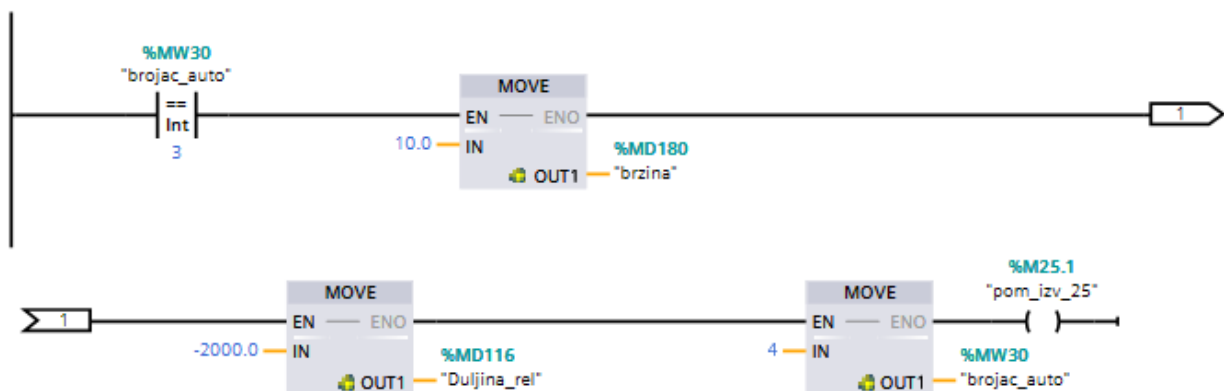 %MW30
"brojac_auto"
==
Int
3
MOVE
EN ENO
10.0 IN
OUT1
%MD180
"brzina"
1
1
MOVE
EN ENO
-2000.0 IN
OUT1
%MD116
"Duljina_rel"
MOVE
EN ENO
4 IN
OUT1
%MW30
"brojac_auto"
%M25.1
"pom_izv_25"
( )